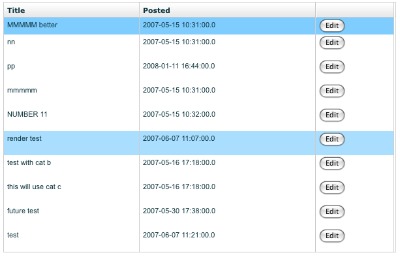 Title Posted
MMMMM better 2007-05-15 10:31:00.0 Edit
nn 2007-05-15 10:31:00.0 Edit
pp 2008-01-11 16:44:00.0 Edit
mmmmm 2007-05-15 10:31:00.0 Edit
NUMBER 11 2007-05-15 10:32:00.0 Edit
render test 2007-06-07 11:07:00.0 Edit
test with cat b 2007-05-16 17:18:00.0 Edit
this will use cat c 2007-05-16 17:18:00.0 Edit
future test 2007-05-30 17:38:00.0 Edit
test 2007-06-07 11:21:00.0 Edit